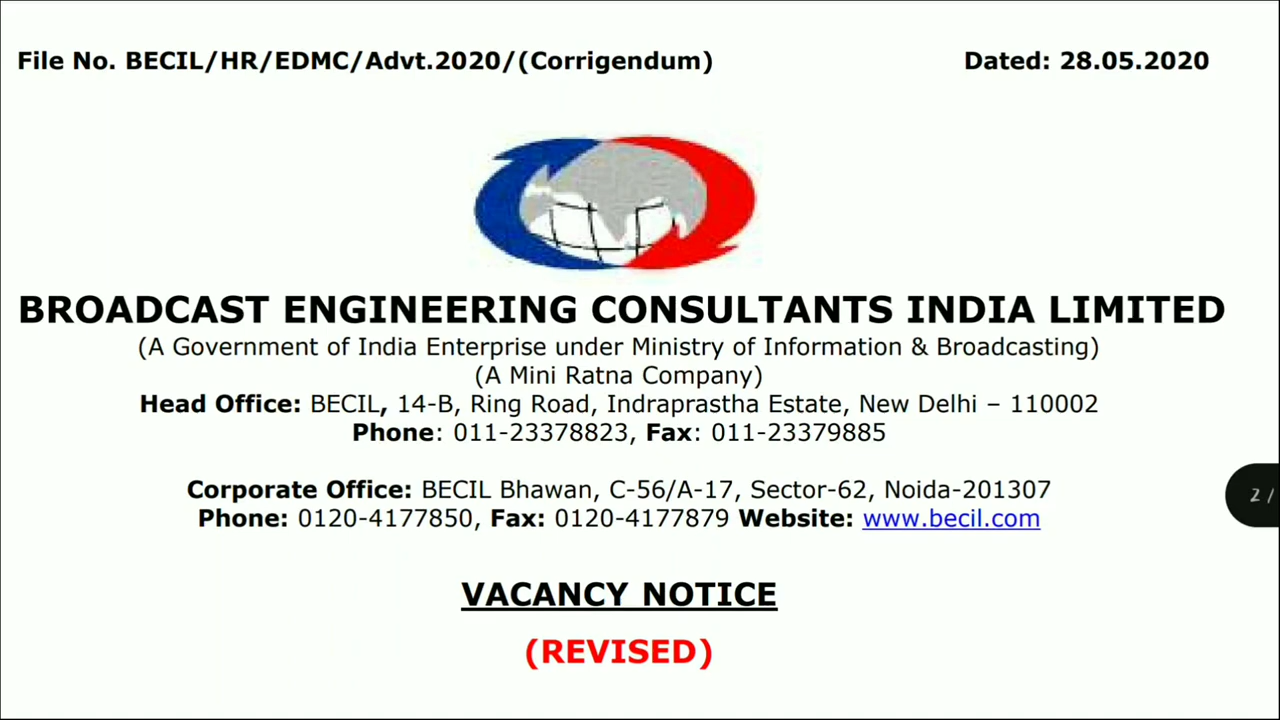 File No. BECIL/HR/EDMC/Advt.2020/(Corrigendum) Dated: 28.05.2020
BROADCAST ENGINEERING CONSULTANTS INDIA LIMITED
(A Government of India Enterprise under Ministry of Information & Broadcasting)
(A Mini Ratna Company)
Head Office: BECIL, 14-B, Ring Road, Indraprastha Estate, New Delhi – 110002
Phone: 011-23378823, Fax: 011-23379885
Corporate Office: BECIL Bhawan, C-56/A-17, Sector-62, Noida-201307
2 /
Phone: 0120-4177850, Fax: 0120-4177879 Website: www.becil.com
VACANCY NOTICE
(REVISED)